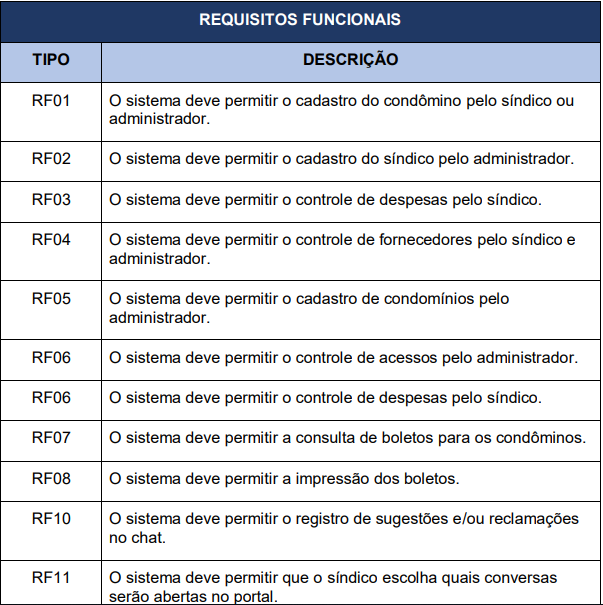 REQUISITOS FUNCIONAIS
TIPO DESCRIÇÃO
RF01 O sistema deve permitir o cadastro do condômino pelo síndico ou
administrador.
RF02 O sistema deve permitir o cadastro do síndico pelo administrador.
RF03 O sistema deve permitir o controle de despesas pelo síndico.
RF04 O sistema deve permitir o controle de fornecedores pelo síndico e
administrador.
RF05 O sistema deve permitir o cadastro de condomínios pelo
administrador.
RF06 O sistema deve permitir o controle de acessos pelo administrador.
RF06 O sistema deve permitir o controle de despesas pelo síndico.
RF07 O sistema deve permitir a consulta de boletos para os condôminos.
RF08 O sistema deve permitir a impressão dos boletos.
RF10 O sistema deve permitir o registro de sugestões e/ou reclamações
no chat.
RF11 O sistema deve permitir que o síndico escolha quais conversas
serão abertas no portal.